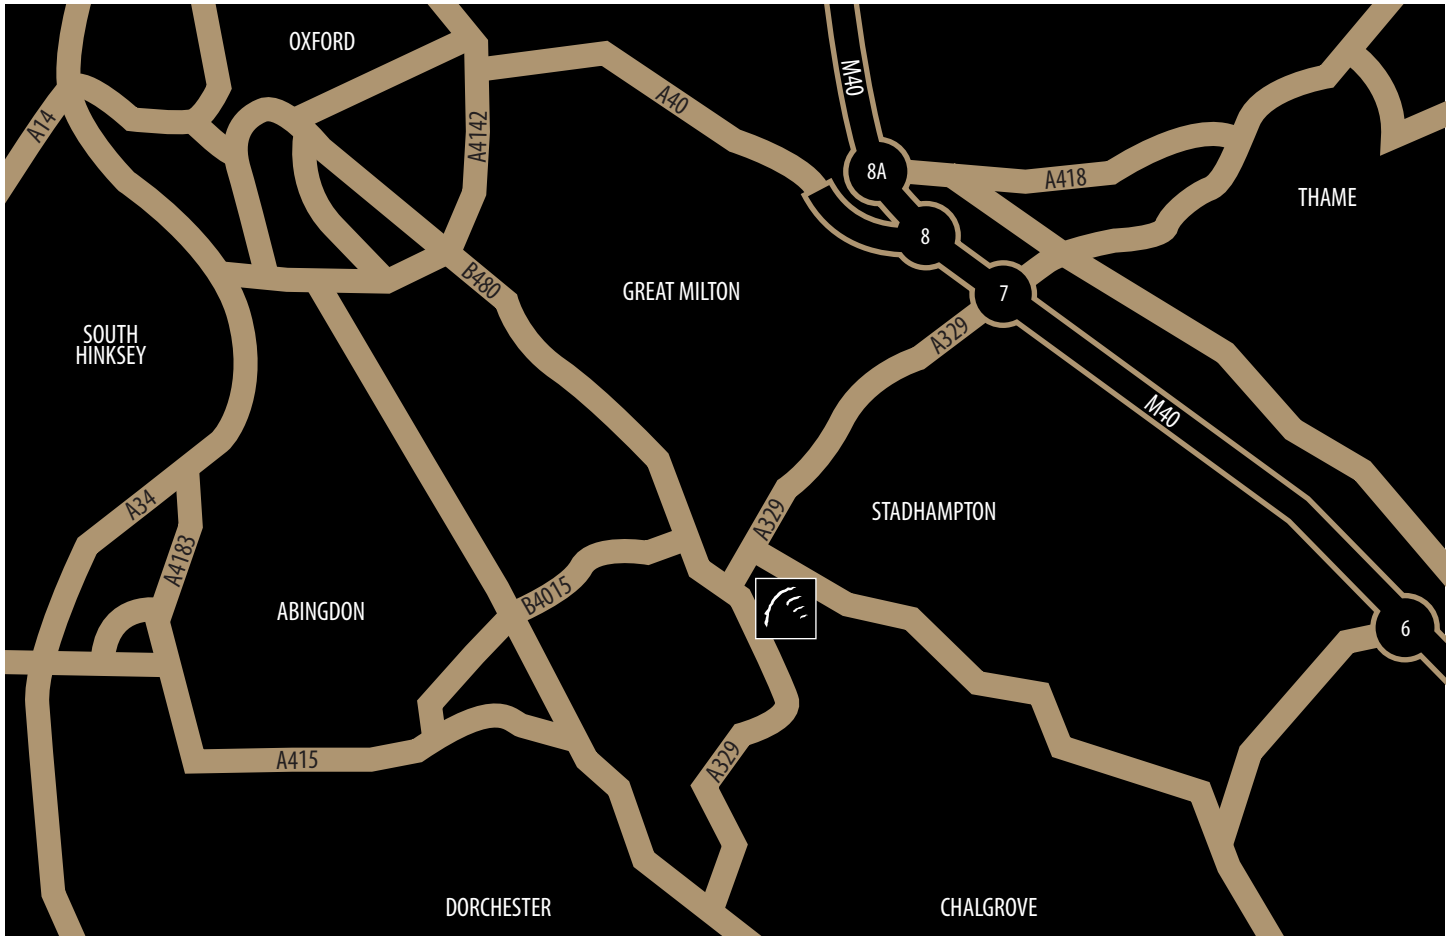 OXFORD
M40
A40
A14
A4142
8A
A418
THAME
8
B480
GREAT MILTON
7
A329
SOUTH
HINKSEY
M40
A34
A329
STADHAMPTON
A4183
B4015
ABINGDON
6
A415
A329
DORCHESTER
CHALGROVE